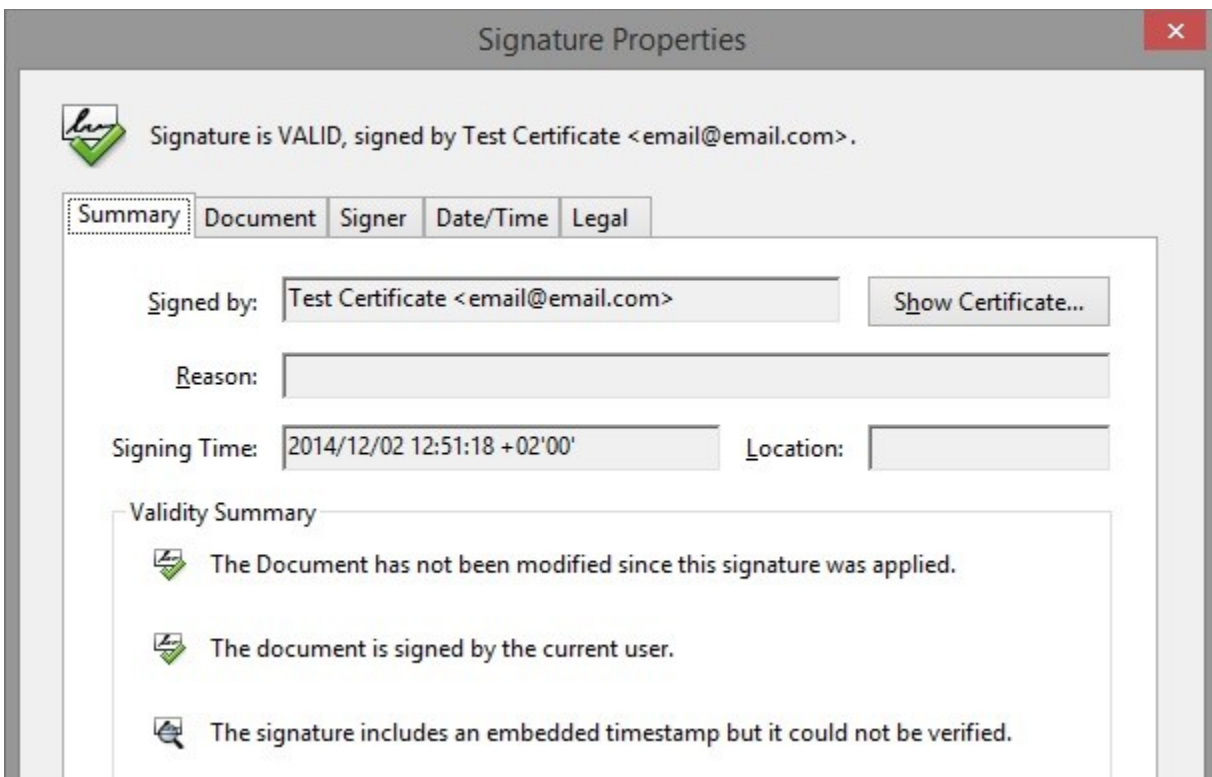 Signature Properties
Signature is VALID, signed by Test Certificate <email@email.com>.
Summary Document Signer Date/Time Legal
Signed by: Test Certificate <email@email.com> Show Certificate...
Reason:
Signing Time: 2014/12/02 12:51:18 +02'00' Location:
Validity Summary
The Document has not been modified since this signature was applied.
The document is signed by the current user.
The signature includes an embedded timestamp but it could not be verified.